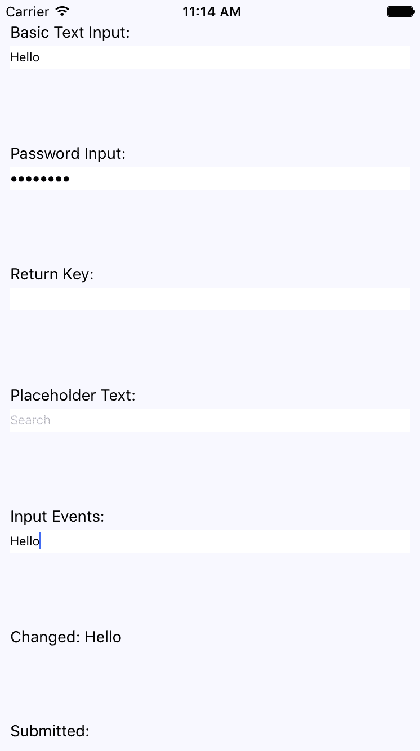 Carrier 11:14 AM
Basic Text Input:
Hello
Password Input:
••••••••
Return Key:
Placeholder Text:
Search
Input Events:
Hello
Changed: Hello
Submitted: